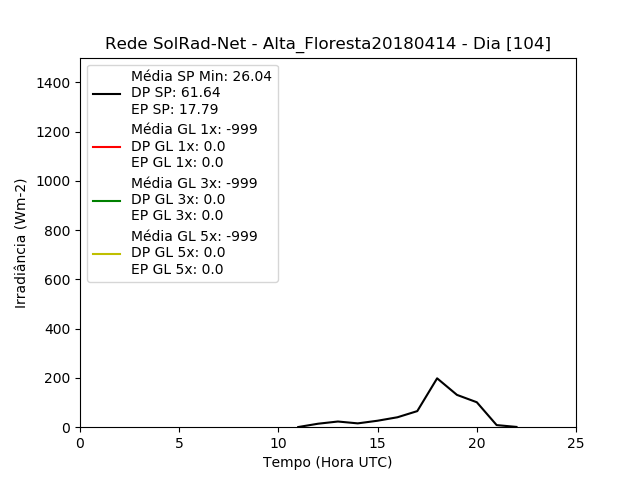 Rede SolRad-Net - Alta_Floresta20180414 - Dia [104]
Média SP Min: 26.04
DP SP: 61.64
EP SP: 17.79
Média GL 1x: -999
DP GL 1x: 0.0
EP GL 1x: 0.0
Média GL 3x: -999
DP GL 3x: 0.0
EP GL 3x: 0.0
Média GL 5x: -999
DP GL 5x: 0.0
EP GL 5x: 0.0
Irradiância (Wm-2)
1400
1200
1000
800
600
400
200
0
0 5 10 15 20 25
Tempo (Hora UTC)